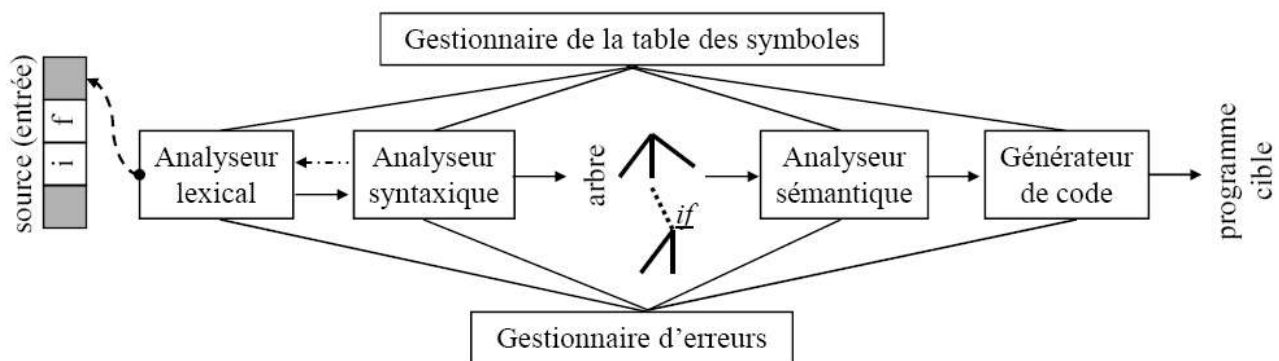 Gestionnaire de la table des symboles
source (entrée)
f
i
Analyseur
lexical
Analyseur
syntaxique
arbre
if
Analyseur
sémantique
Générateur
de code
programme
cible
Gestionnaire d’erreurs